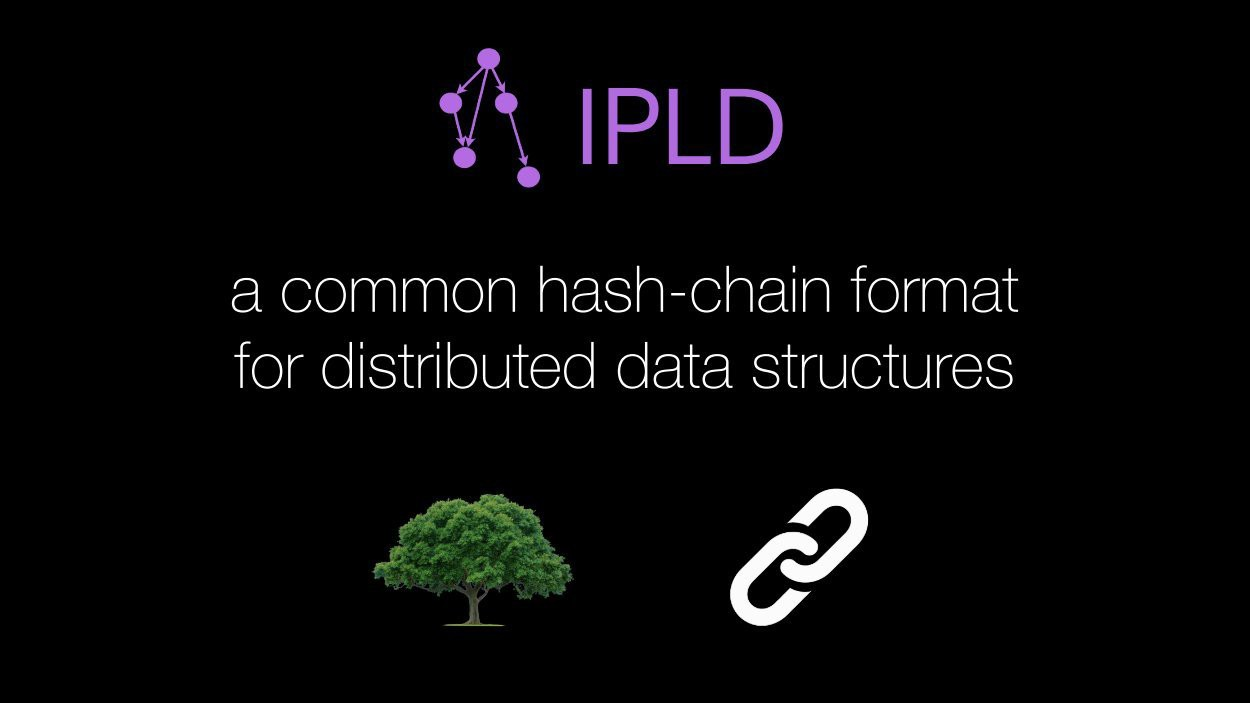 IPLD
a common hash-chain format
for distributed data structures